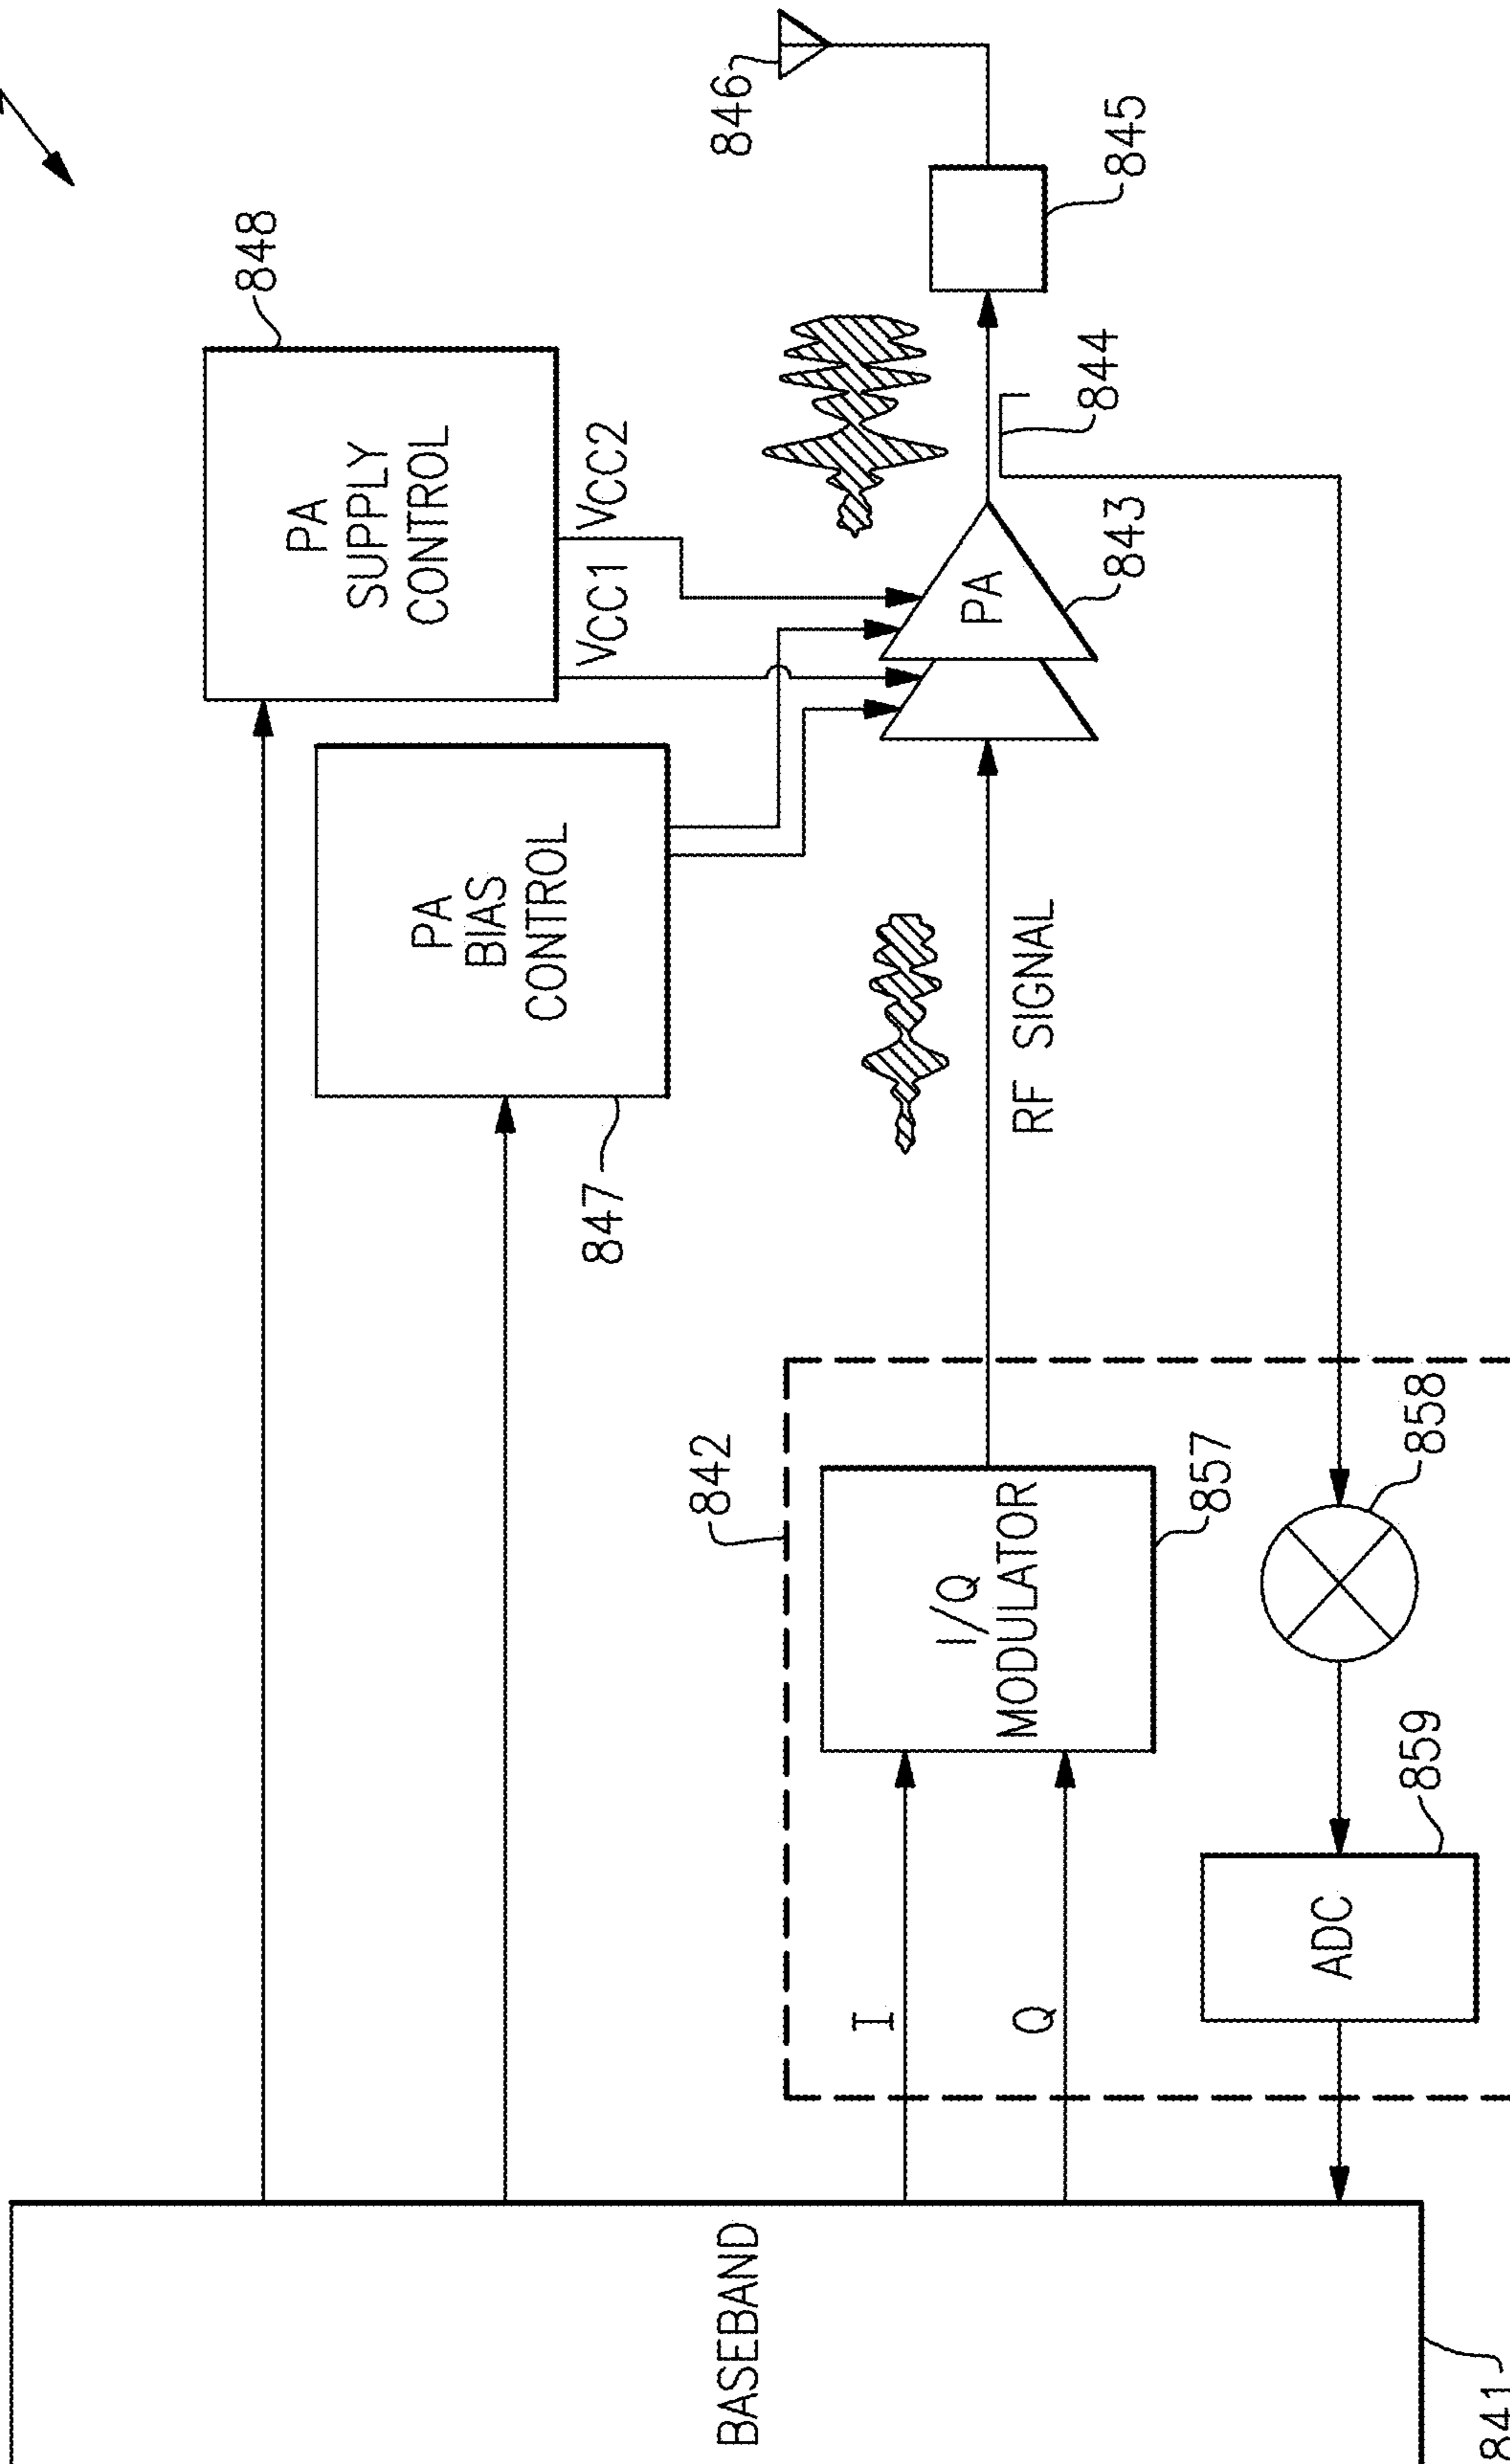 848
PA
SUPPLY
CONTROL
VCC1
VCC2
PA
BIAS
CONTROL
847
846
845
844
PA
843
RF SIGNAL
842
I/Q
MODULATOR
857
858
I
Q
ADC
859
BASEBAND
841